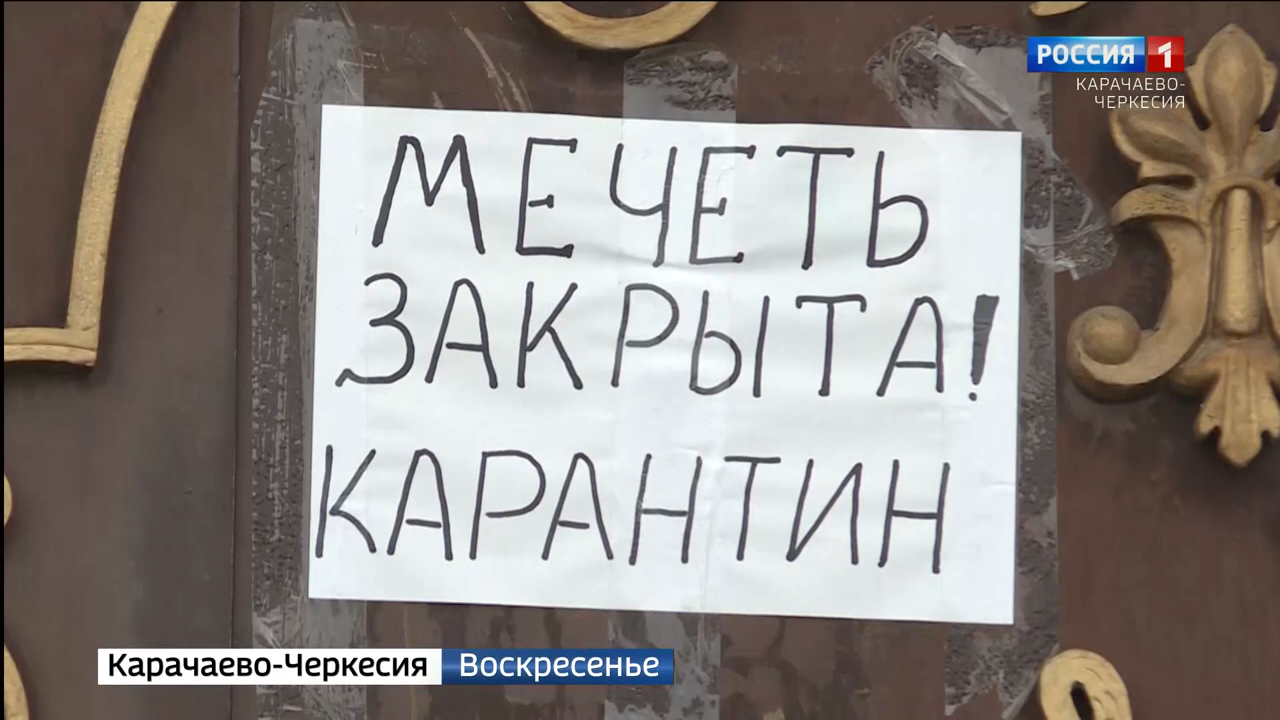 РОССИЯ 1
КАРАЧАЕВО-
ЧЕРКЕСИЯ
МЕЧЕТЬ
ЗАКРЫТА!
КАРАНТИН
Карачаево-Черкесия Воскресенье